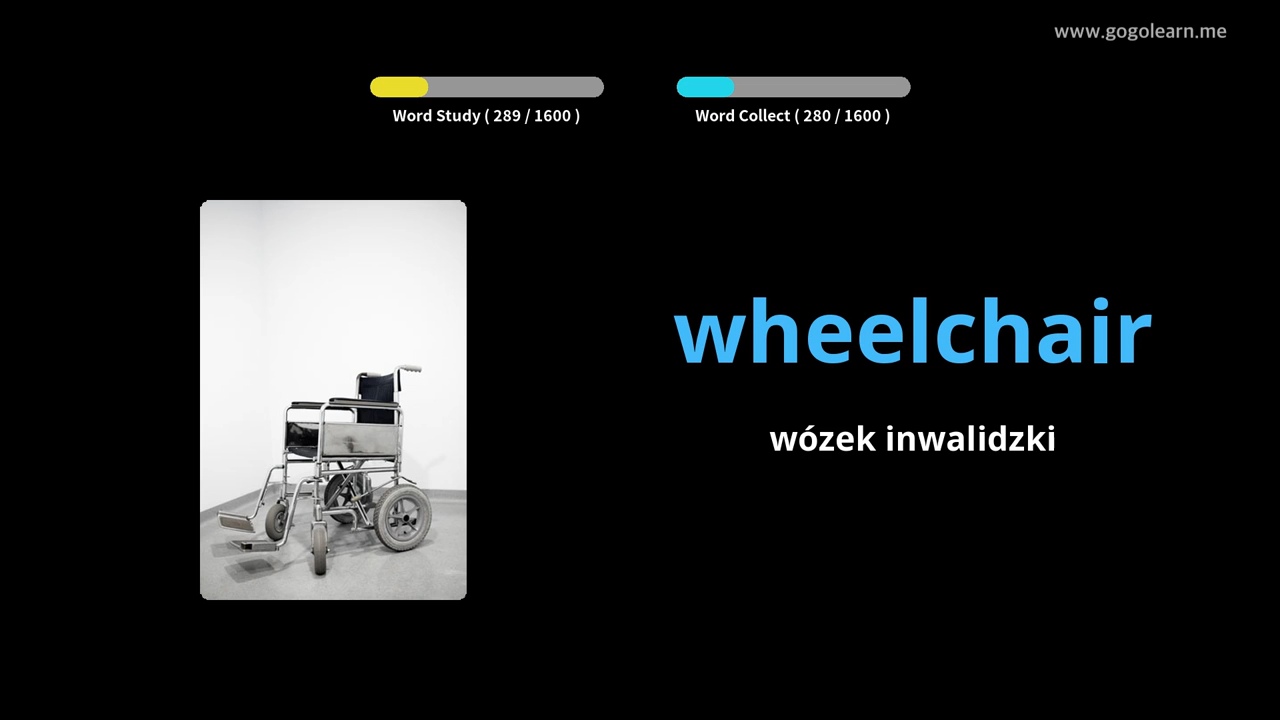 www.gogolearn.me
Word Study ( 289 / 1600 )
Word Collect ( 280 / 1600 )
wheelchair
wózek inwalidzki